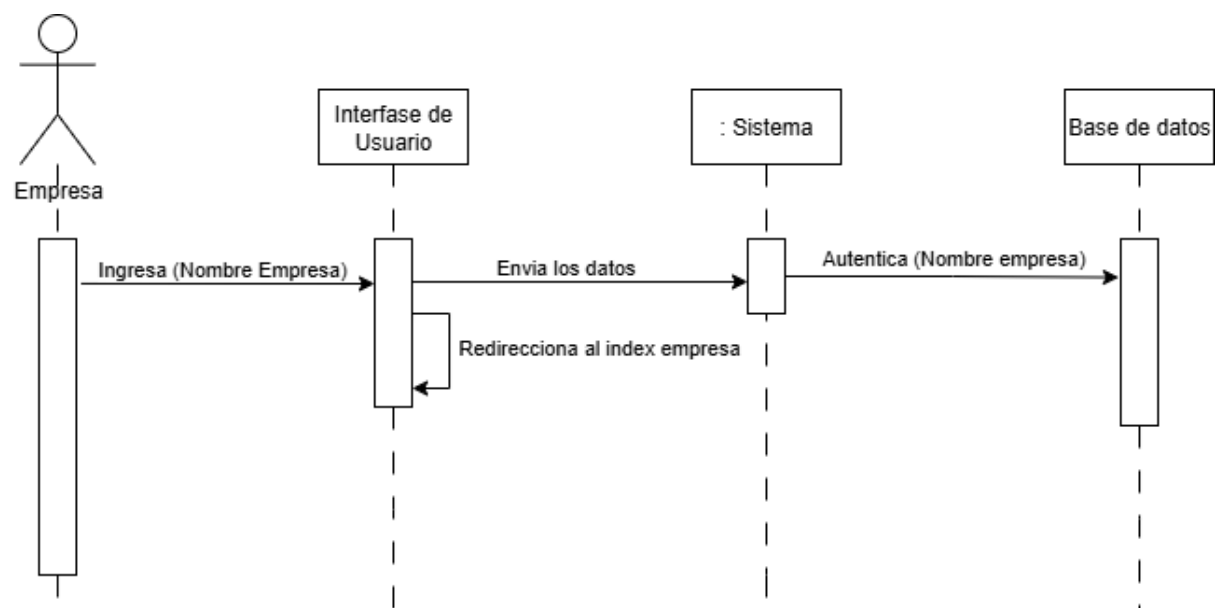 Empresa
Interfase de
Usuario
: Sistema
Base de datos
Ingresa (Nombre Empresa)
Envia los datos
Autentica (Nombre empresa)
Redirecciona al index empresa